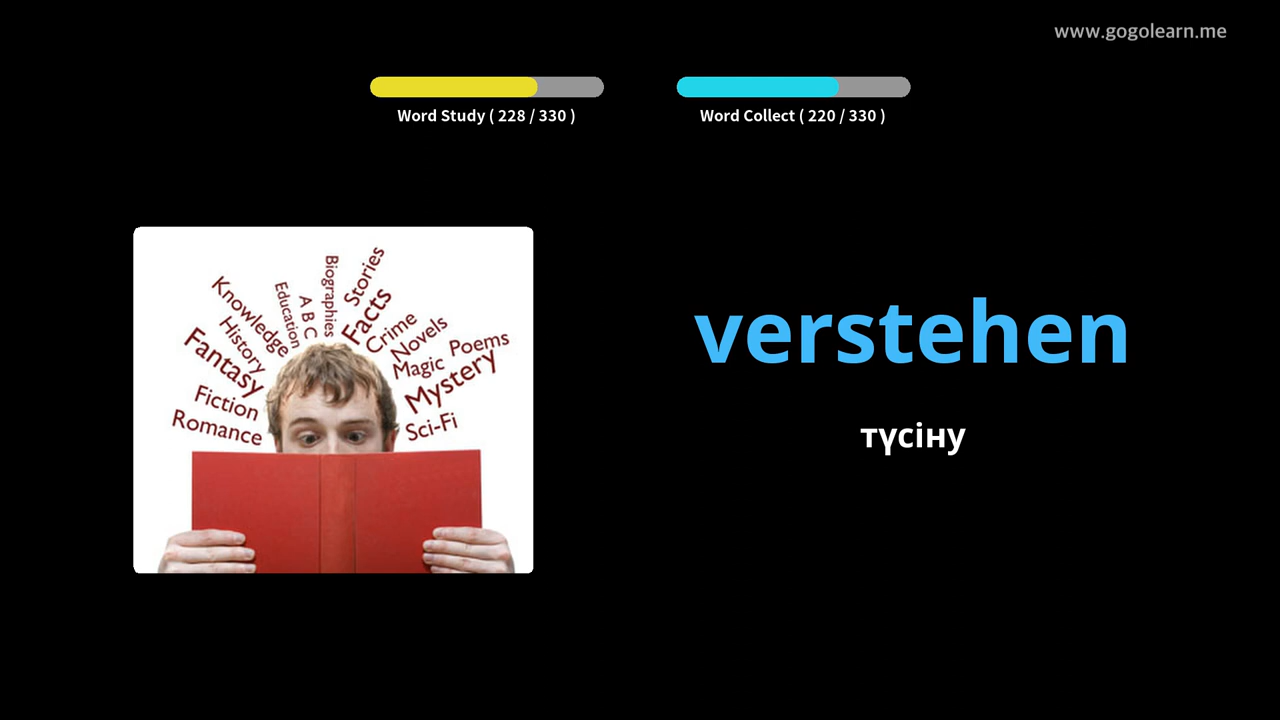 www.gogolearn.me
Word Study ( 228 / 330 )
Word Collect ( 220 / 330 )
Knowledge
History
Fantasy
Fiction
Romance
Education
A B C
Biographies
Stories
Facts
Crime
Novels
Magic
Poems
Mystery
Sci-Fi
verstehen
түсіну